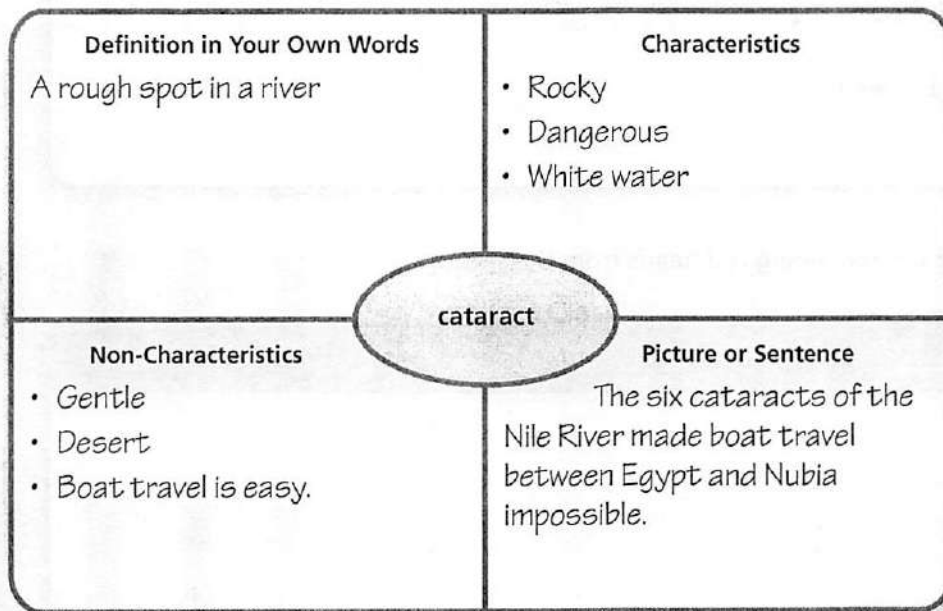 Definition in Your Own Words
A rough spot in a river
Characteristics
• Rocky
• Dangerous
• White water
cataract
Non-Characteristics
• Gentle
• Desert
• Boat travel is easy.
Picture or Sentence
The six cataracts of the
Nile River made boat travel
between Egypt and Nubia
impossible.